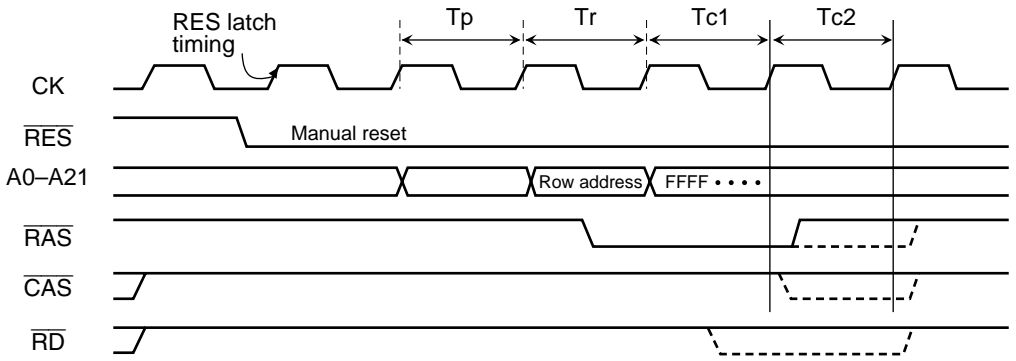 RES latch
timing
Tp Tr Tc1 Tc2
CK
RES
Manual reset
A0–A21
Row address
FFFF • • • •
RAS
CAS
RD